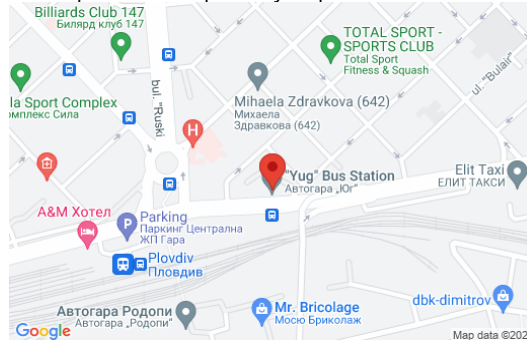 Billiards Club 147
Билярд клуб 147
TOTAL SPORT -
SPORTS CLUB
Total Sport
Fitness & Squash
ul. "Bulair"
bul. "Ruski
la Sport Complex
омплекс Сила
Mihaela Zdravkova (642)
Михаела
Здравкова (642)
H
"Yug" Bus Station
Автогара „Юг“
Elit Taxi
ЕЛИТ ТАКСИ
A&M Хотел
P
Parking
Паркинг Централна
ЖП Гара
Plovdiv
Пловдив
Автогара Родопи
Автогара „Родопи“
Mr. Bricolage
Мосю Бриколаж
dbk-dimitrov
Google
Map data ©202